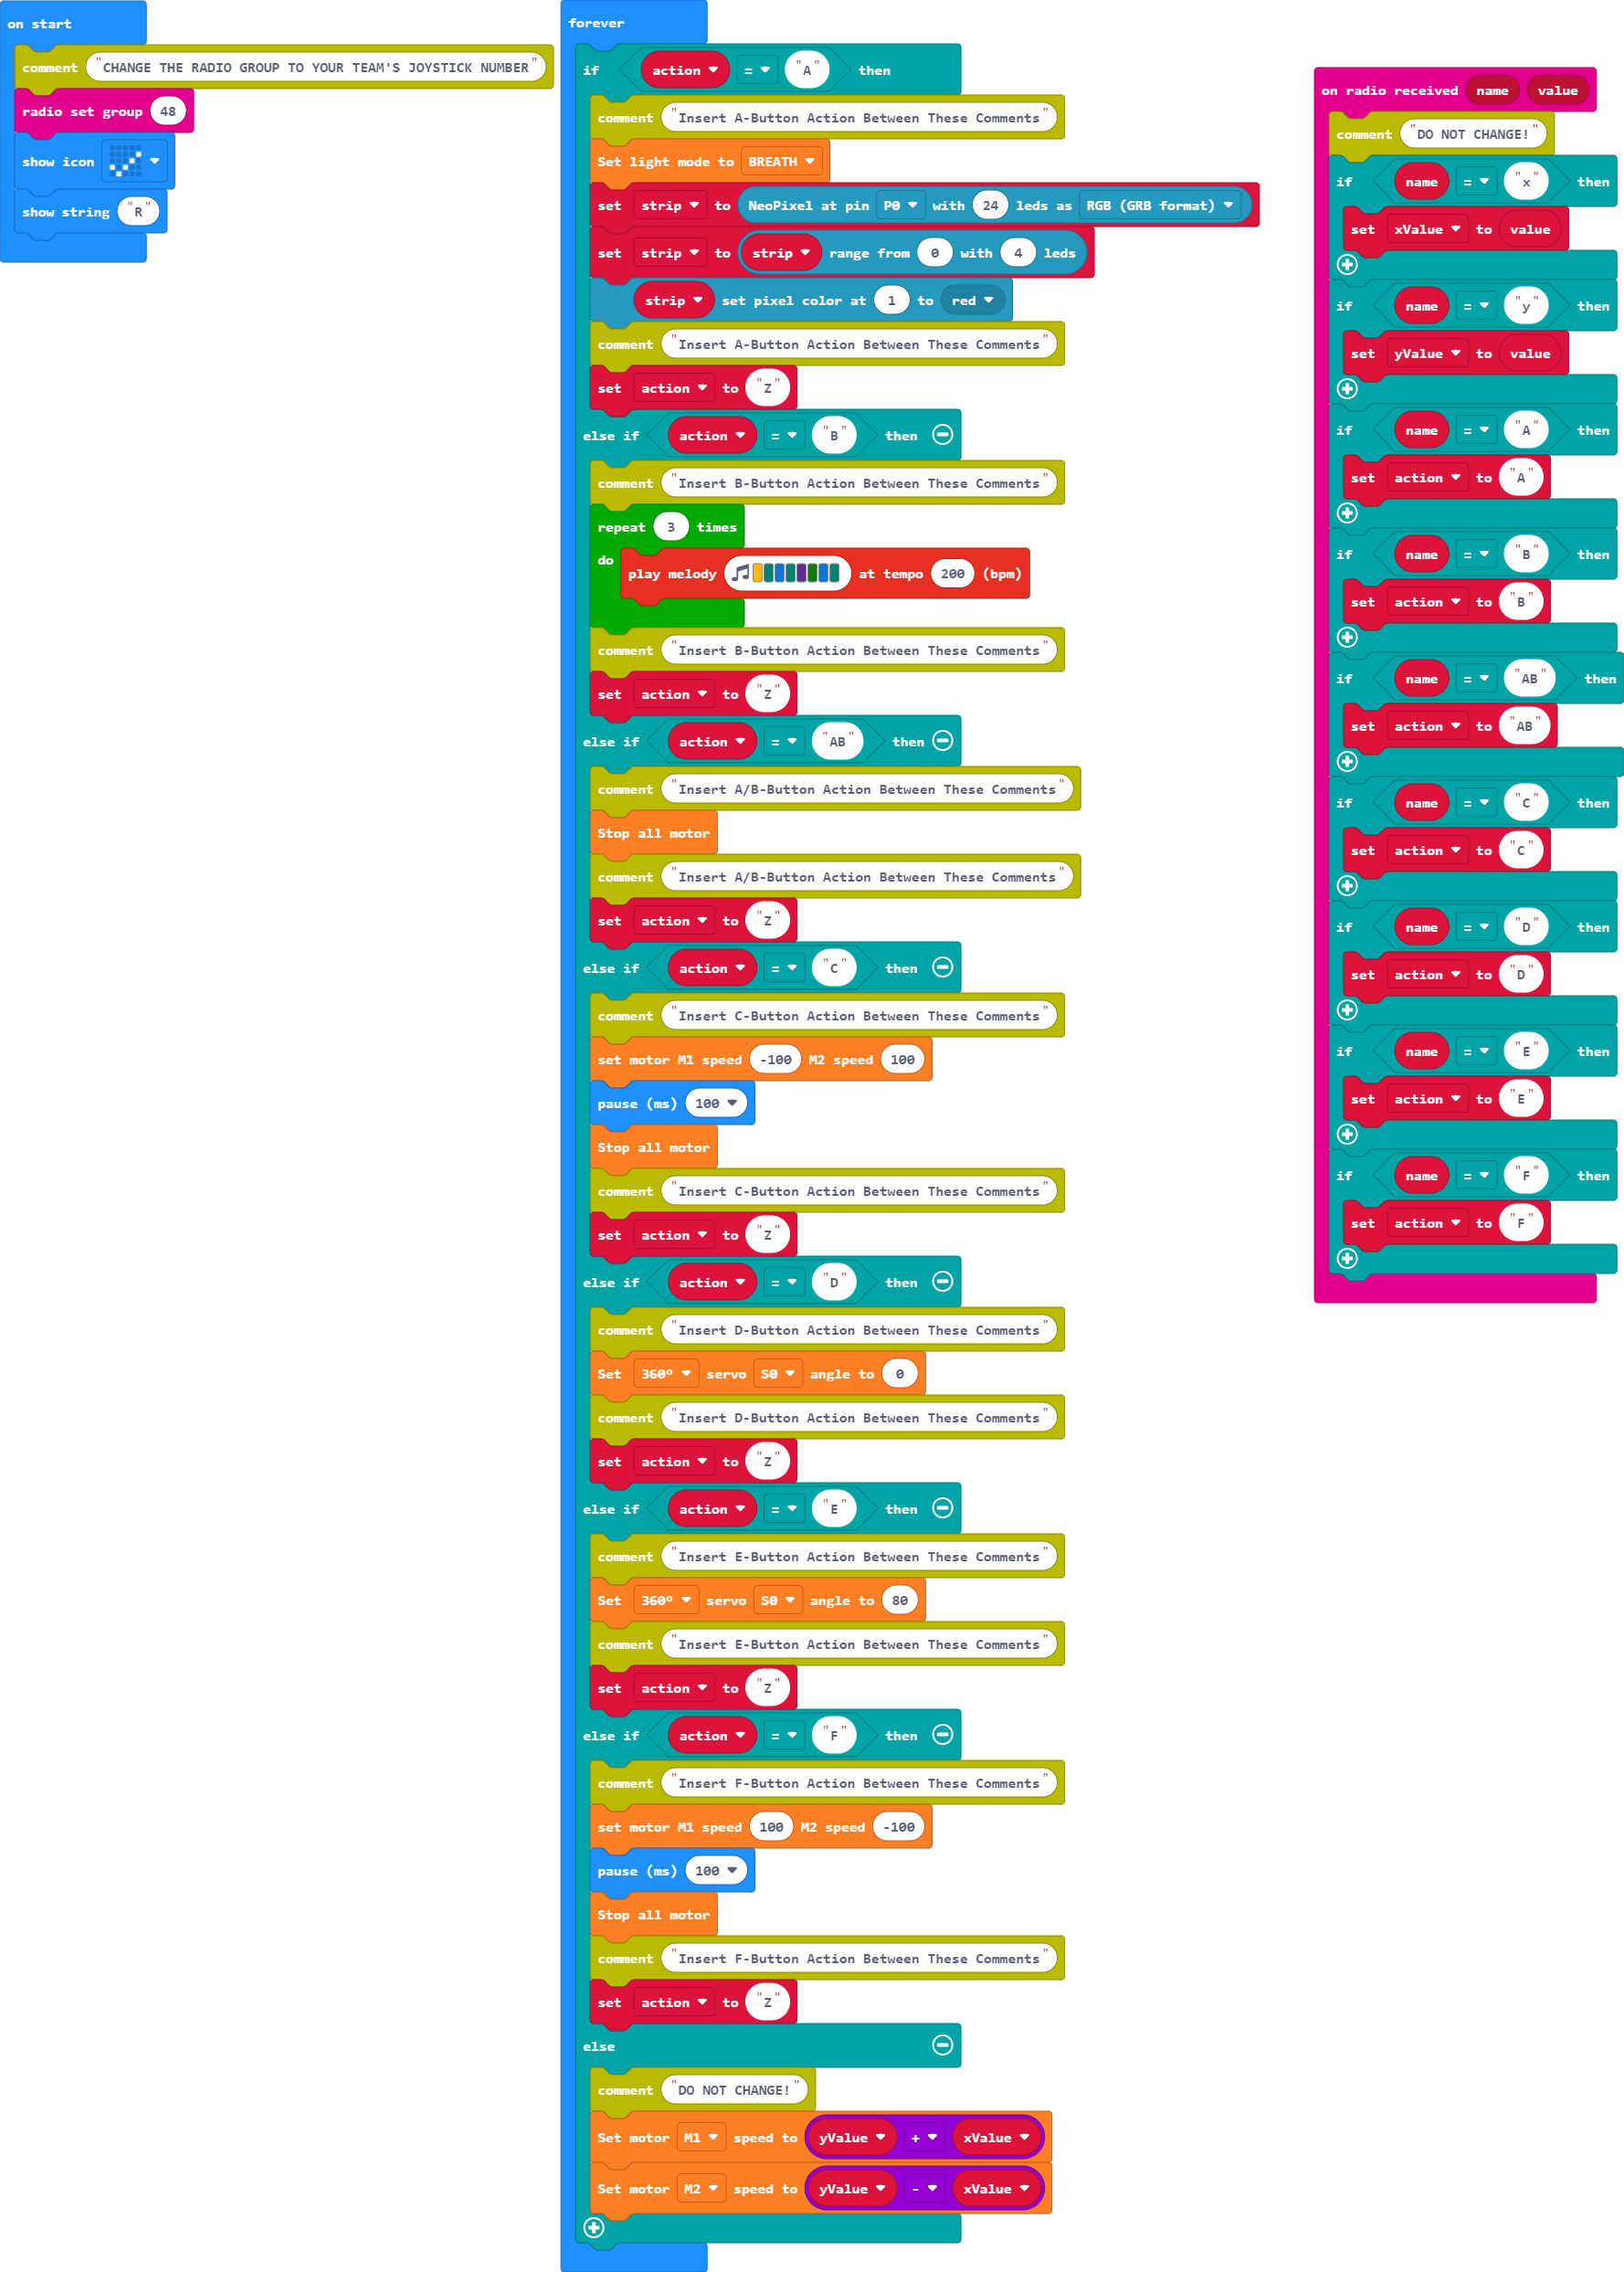 on start
comment "CHANGE THE RADIO GROUP TO YOUR TEAM'S JOYSTICK NUMBER"
radio set group 48
show icon
show string "R"
forever
if action = "A" then
comment "Insert A-Button Action Between These Comments"
Set light mode to BREATH
set strip to NeoPixel at pin P0 with 24 leds as RGB (GRB format)
set strip to strip range from 0 with 4 leds
strip set pixel color at 1 to red
comment "Insert A-Button Action Between These Comments"
set action to "Z"
else if action = "B" then
comment "Insert B-Button Action Between These Comments"
repeat 3 times
do play melody at tempo 200 (bpm)
comment "Insert B-Button Action Between These Comments"
set action to "Z"
else if action = "AB" then
comment "Insert A/B-Button Action Between These Comments"
Stop all motor
comment "Insert A/B-Button Action Between These Comments"
set action to "Z"
else if action = "C" then
comment "Insert C-Button Action Between These Comments"
set motor M1 speed -100 M2 speed 100
pause (ms) 100
Stop all motor
comment "Insert C-Button Action Between These Comments"
set action to "Z"
else if action = "D" then
comment "Insert D-Button Action Between These Comments"
Set 360º servo S0 angle to 0
comment "Insert D-Button Action Between These Comments"
set action to "Z"
else if action = "E" then
comment "Insert E-Button Action Between These Comments"
Set 360º servo S0 angle to 80
comment "Insert E-Button Action Between These Comments"
set action to "Z"
else if action = "F" then
comment "Insert F-Button Action Between These Comments"
set motor M1 speed 100 M2 speed -100
pause (ms) 100
Stop all motor
comment "Insert F-Button Action Between These Comments"
set action to "Z"
else
comment "DO NOT CHANGE!"
Set motor M1 speed to yValue + xValue
Set motor M2 speed to yValue - xValue
on radio received name value
comment "DO NOT CHANGE!"
if name = "x" then
set xValue to value
if name = "y" then
set yValue to value
if name = "A" then
set action to "A"
if name = "B" then
set action to "B"
if name = "AB" then
set action to "AB"
if name = "C" then
set action to "C"
if name = "D" then
set action to "D"
if name = "E" then
set action to "E"
if name = "F" then
set action to "F"